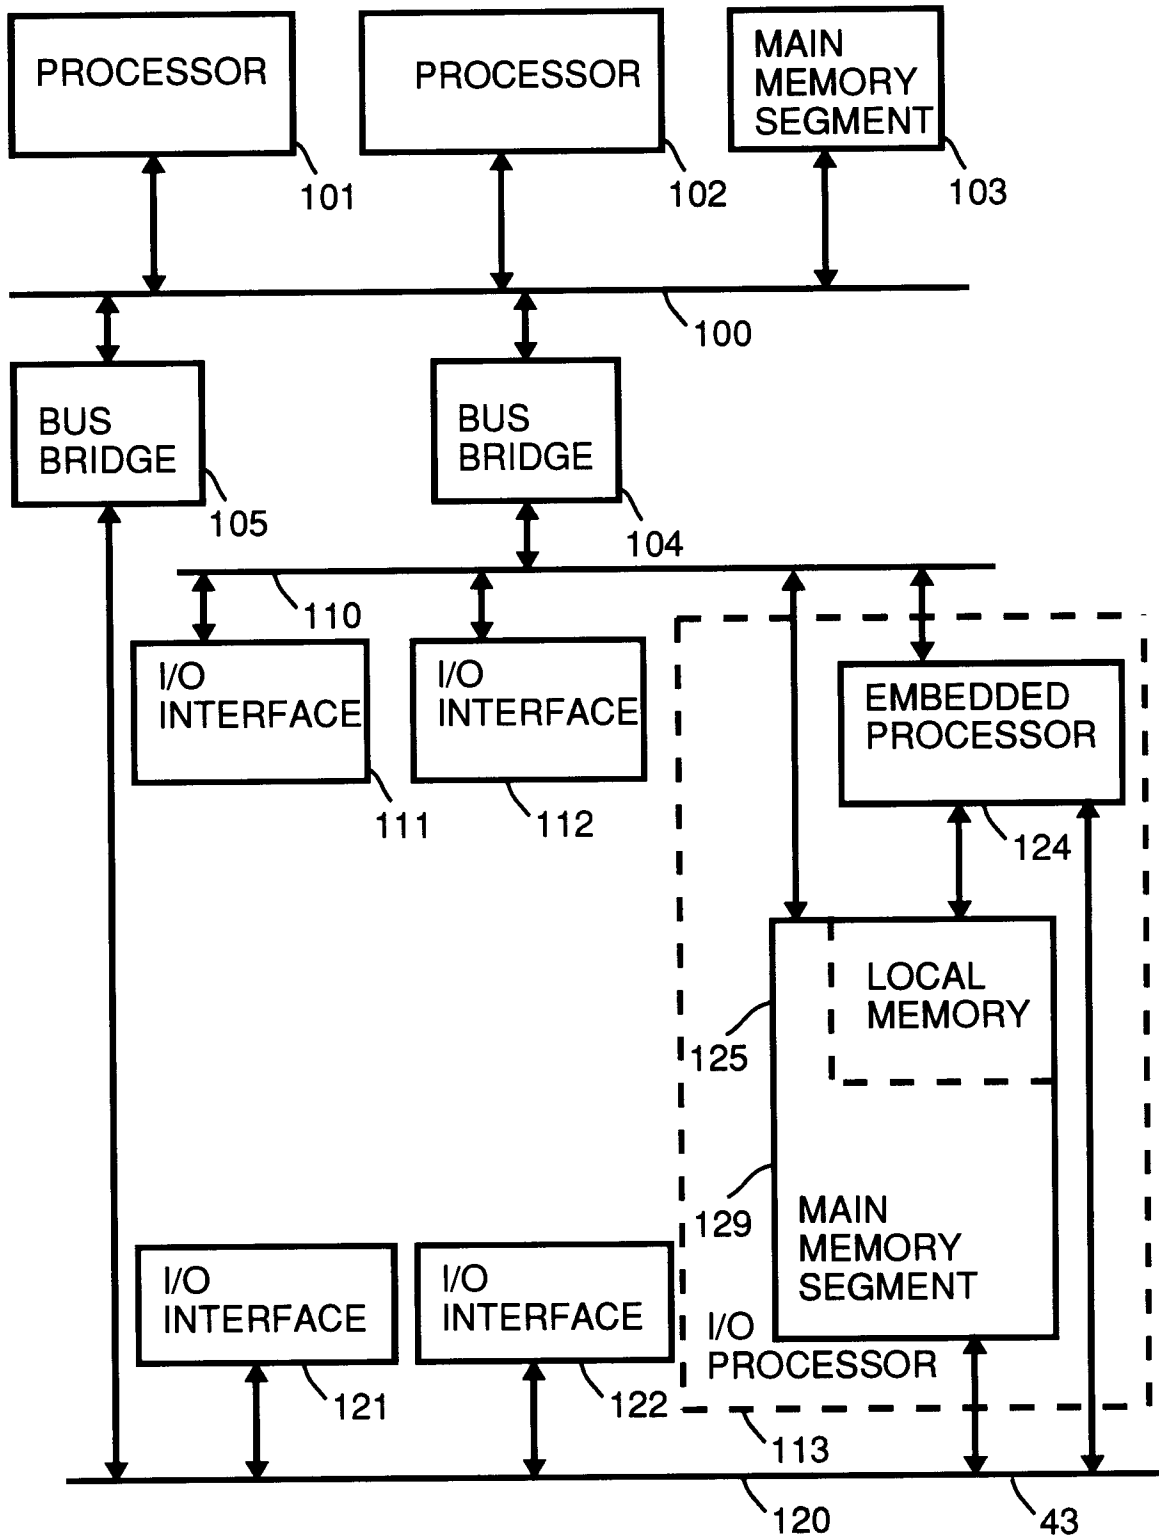 PROCESSOR
101
PROCESSOR
102
MAIN
MEMORY
SEGMENT
103
100
BUS
BRIDGE
105
BUS
BRIDGE
104
110
I/O
INTERFACE
111
I/O
INTERFACE
112
EMBEDDED
PROCESSOR
124
LOCAL
MEMORY
125
129
MAIN
MEMORY
SEGMENT
I/O
PROCESSOR
113
I/O
INTERFACE
121
I/O
INTERFACE
122
120
43